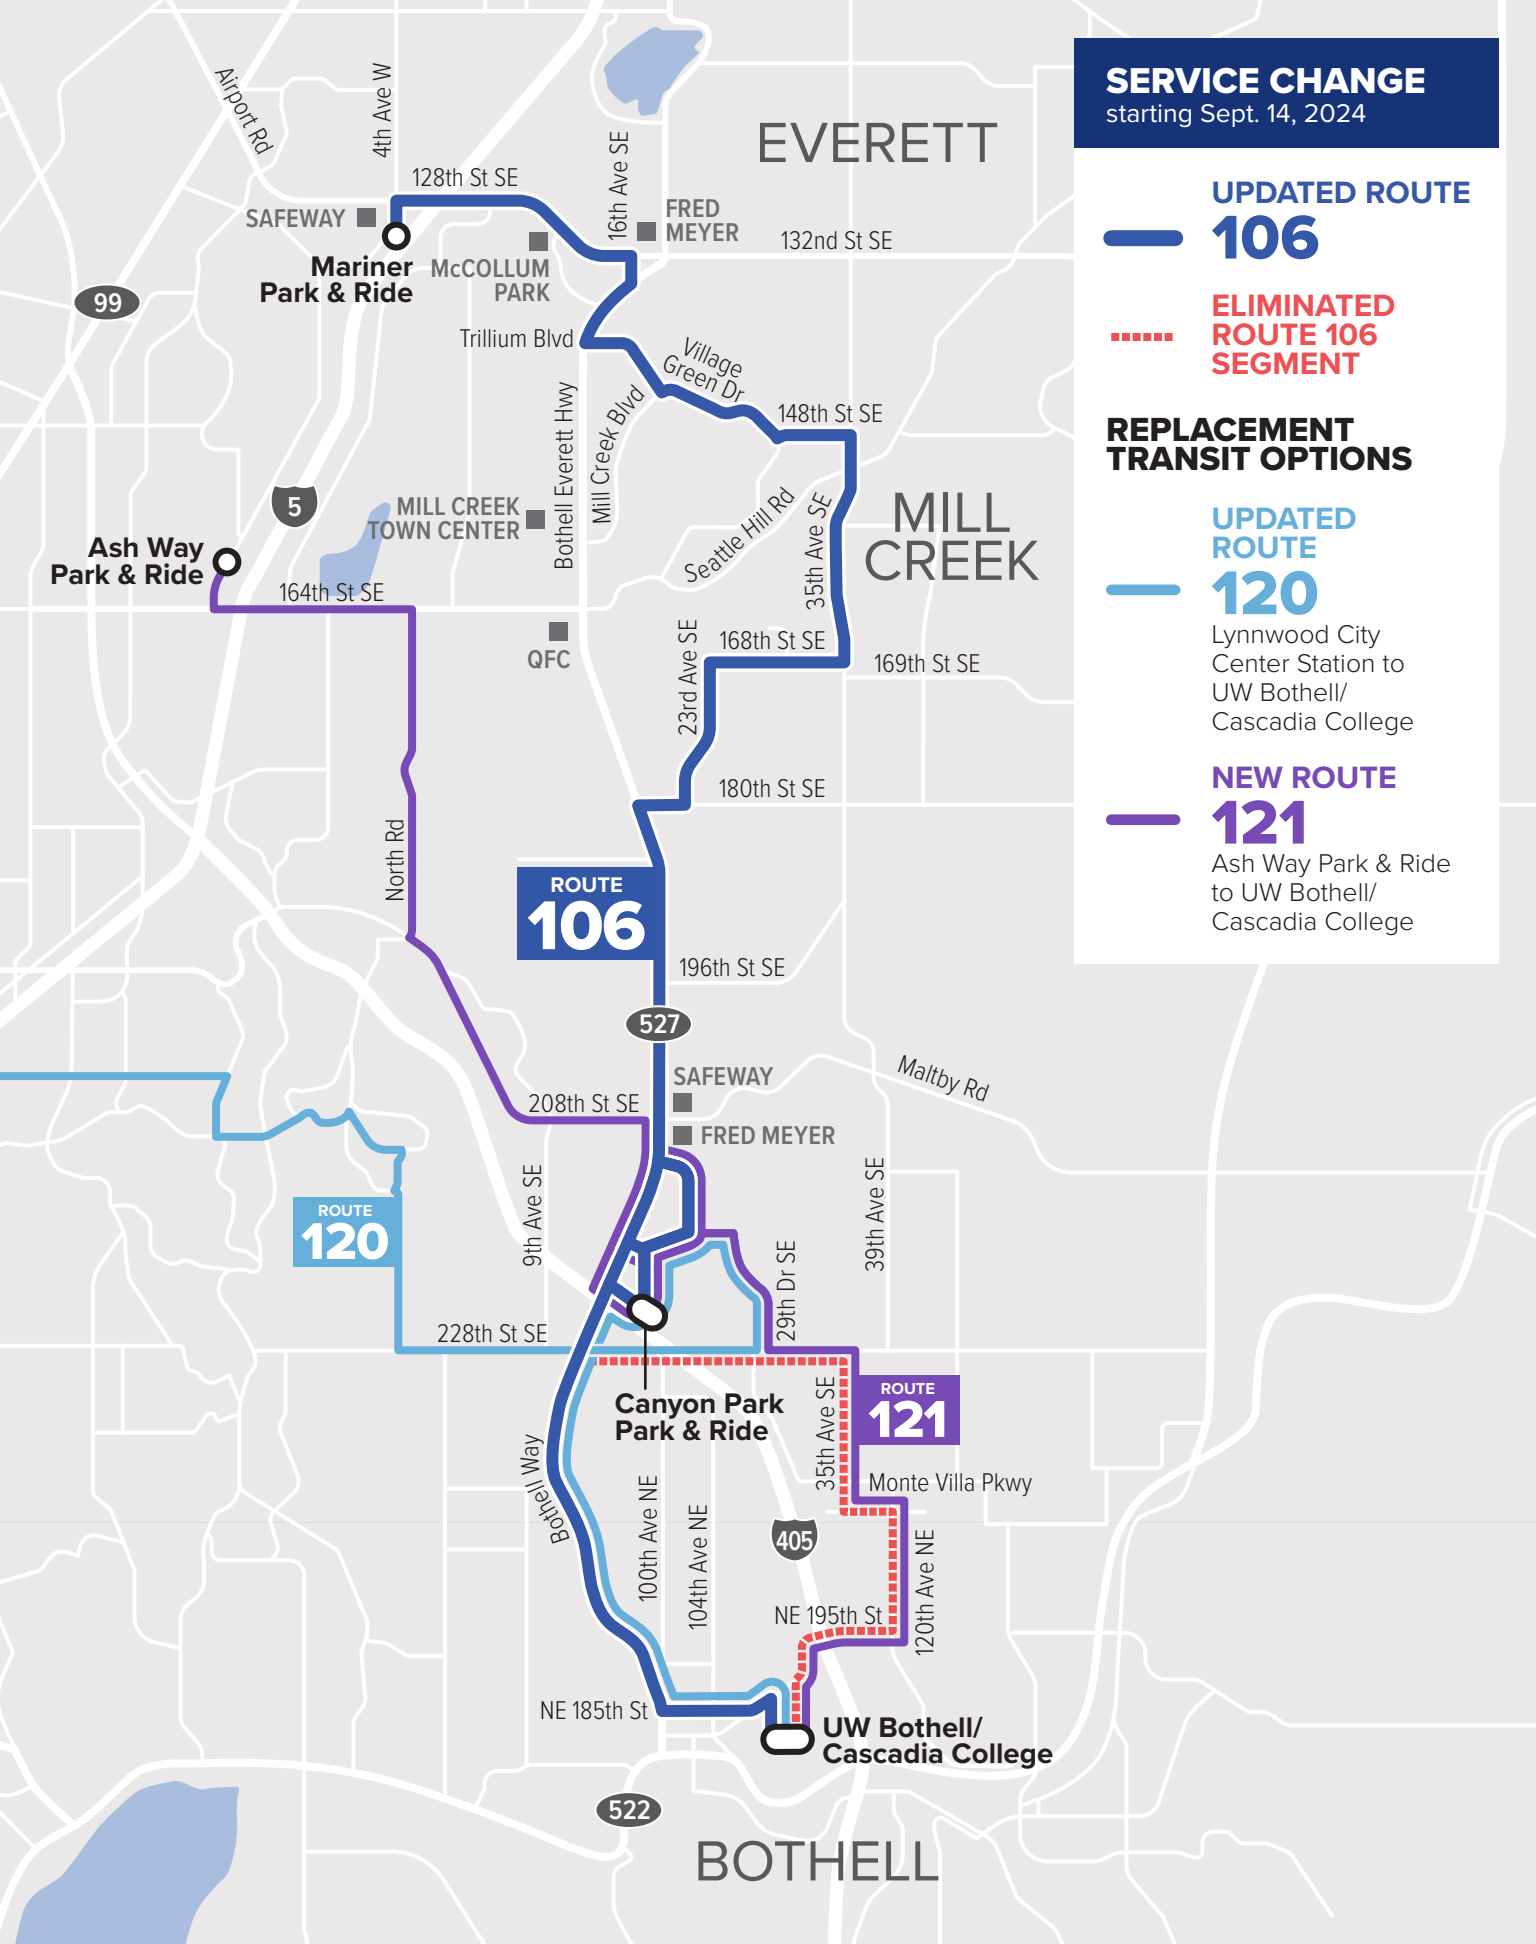 SERVICE CHANGE
starting Sept. 14, 2024
UPDATED ROUTE
106
ELIMINATED
ROUTE 106
SEGMENT
REPLACEMENT
TRANSIT OPTIONS
UPDATED
ROUTE
120
Lynnwood City
Center Station to
UW Bothell/
Cascadia College
NEW ROUTE
121
Ash Way Park & Ride
to UW Bothell/
Cascadia College
Airport Rd
4th Ave W
EVERETT
128th St SE
16th Ave SE
SAFEWAY
FRED
MEYER
132nd St SE
Mariner
Park & Ride
McCOLLUM
PARK
99
Trillium Blvd
Village
Green Dr
Bothell Everett Hwy
Mill Creek Blvd
148th St SE
5
MILL CREEK
TOWN CENTER
Seattle Hill Rd
35th Ave SE
MILL
CREEK
Ash Way
Park & Ride
164th St SE
QFC
23rd Ave SE
168th St SE
169th St SE
180th St SE
North Rd
ROUTE
106
196th St SE
527
SAFEWAY
Maltby Rd
208th St SE
FRED MEYER
9th Ave SE
39th Ave SE
ROUTE
120
29th Dr SE
228th St SE
Canyon Park
Park & Ride
35th Ave SE
ROUTE
121
Bothell Way
Monte Villa Pkwy
100th Ave NE
104th Ave NE
405
120th Ave NE
NE 195th St
NE 185th St
UW Bothell/
Cascadia College
522
BOTHELL